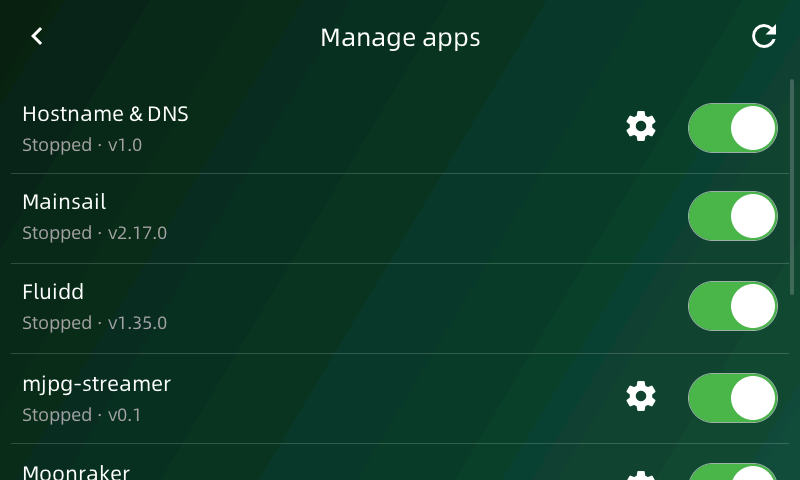 Manage apps
Hostname & DNS
Stopped · v1.0
Mainsail
Stopped · v2.17.0
Fluidd
Stopped · v1.35.0
mjpg-streamer
Stopped · v0.1
Moonraker